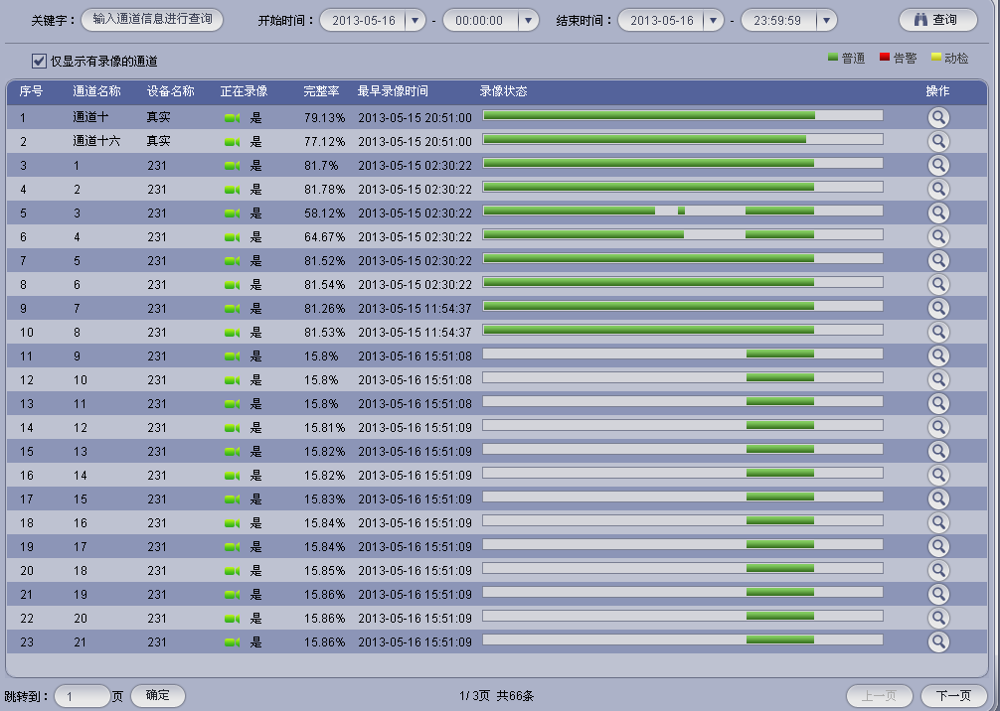 关键字： 输入通道信息进行查询 开始时间： 2013-05-16 - 00:00:00 结束时间： 2013-05-16 - 23:59:59 查询
仅显示有录像的通道 普通 告警 动检
序号 通道名称 设备名称 正在录像 完整率 最早录像时间 录像状态 操作
1 通道十 真实 是 79.13% 2013-05-15 20:51:00
2 通道十六 真实 是 77.12% 2013-05-15 20:51:00
3 1 231 是 81.7% 2013-05-15 02:30:22
4 2 231 是 81.78% 2013-05-15 02:30:22
5 3 231 是 58.12% 2013-05-15 02:30:22
6 4 231 是 64.67% 2013-05-15 02:30:22
7 5 231 是 81.52% 2013-05-15 02:30:22
8 6 231 是 81.54% 2013-05-15 02:30:22
9 7 231 是 81.26% 2013-05-15 11:54:37
10 8 231 是 81.53% 2013-05-15 11:54:37
11 9 231 是 15.8% 2013-05-16 15:51:08
12 10 231 是 15.8% 2013-05-16 15:51:08
13 11 231 是 15.8% 2013-05-16 15:51:08
14 12 231 是 15.81% 2013-05-16 15:51:09
15 13 231 是 15.82% 2013-05-16 15:51:09
16 14 231 是 15.82% 2013-05-16 15:51:09
17 15 231 是 15.83% 2013-05-16 15:51:09
18 16 231 是 15.84% 2013-05-16 15:51:09
19 17 231 是 15.84% 2013-05-16 15:51:09
20 18 231 是 15.85% 2013-05-16 15:51:09
21 19 231 是 15.86% 2013-05-16 15:51:09
22 20 231 是 15.86% 2013-05-16 15:51:09
23 21 231 是 15.86% 2013-05-16 15:51:09
跳转到： 1 页 确定 1/ 3页 共66条 上一页 下一页